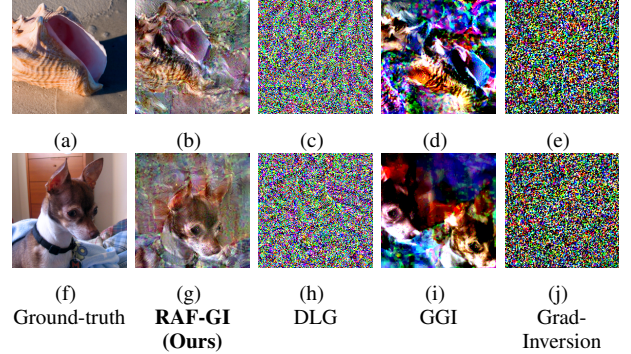 (a) (b) (c) (d) (e)
(f) (g) (h) (i) (j)
Ground-truth RAF-GI DLG GGI Grad-
(Ours) Inversion